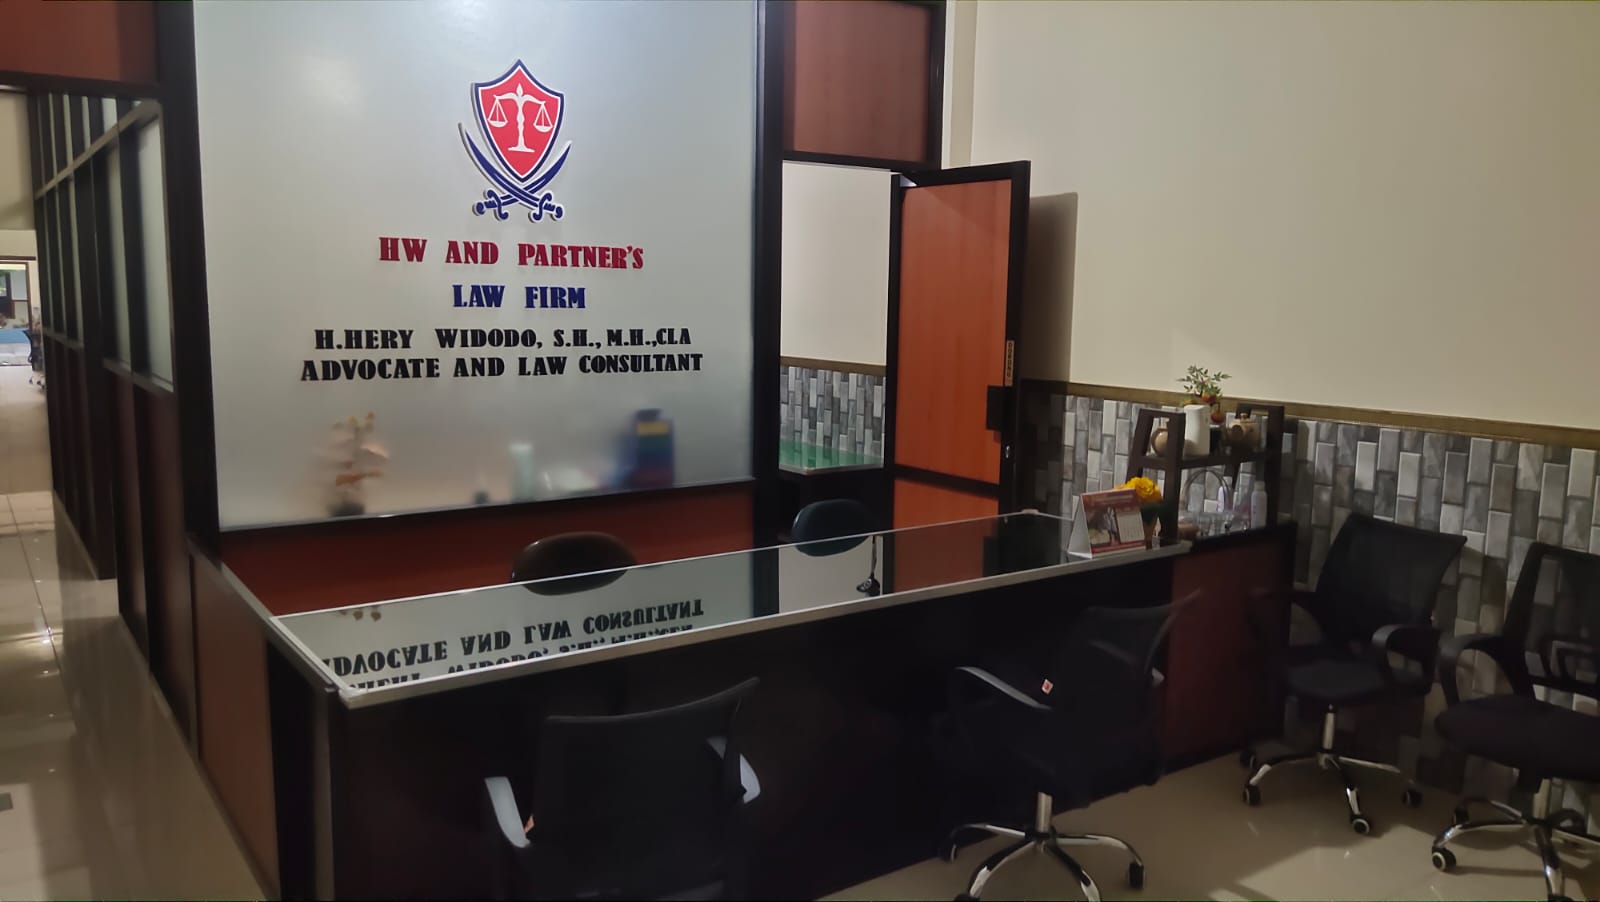 HW AND PARTNER'S
LAW FIRM
H.HERY WIDODO, S.H., M.H.,CLA
ADVOCATE AND LAW CONSULTANT